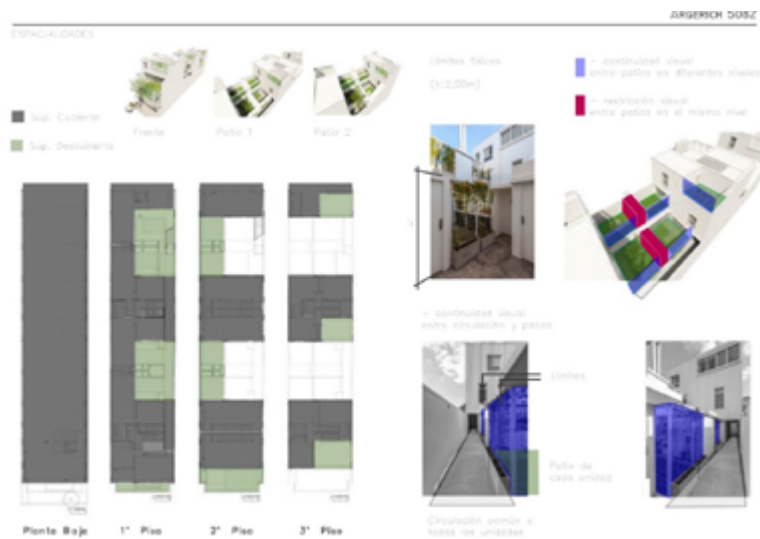 ARGERICH 5082
ESPACIALIDADES
Frente
Patio 1
Patio 2
Sup. Cubierta
Sup. Descubierta
Límites físicos
(h:2,00m)
— continuidad visual
entre patios en diferentes niveles
— restricción visual
entre patios en el mismo nivel
— continuidad visual
entre circulación y patios
Límites
Patio de
cada unidad
Circulación común a
todas las unidades
Planta Baja
1° Piso
2° Piso
3° Piso